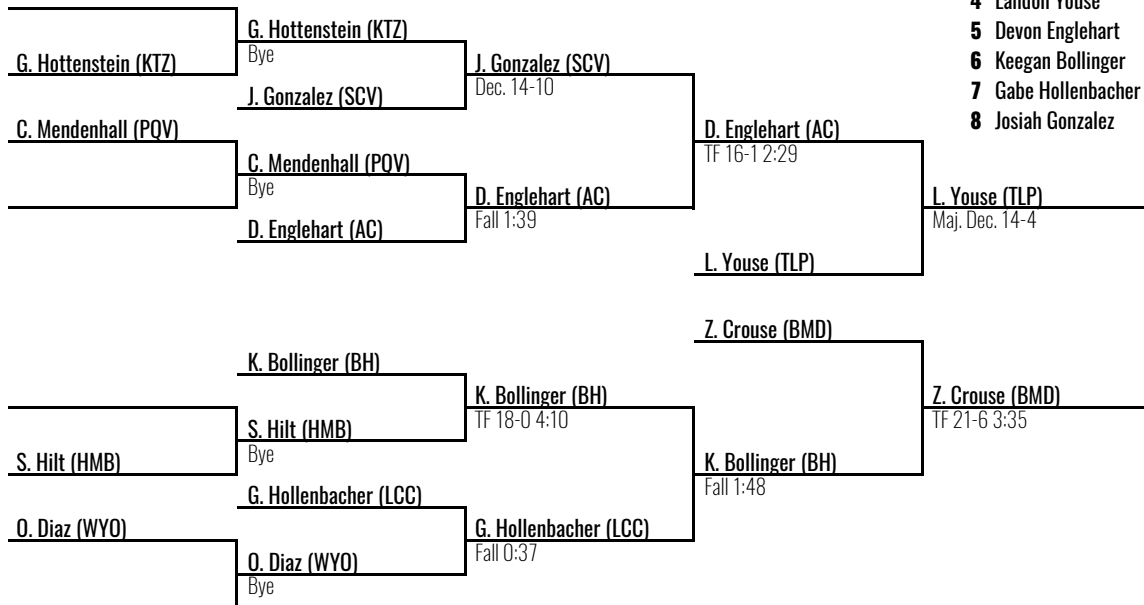 4 Landon Youse
G. Hottenstein (KTZ)
Bye
5 Devon Englehart
G. Hottenstein (KTZ)
J. Gonzalez (SCV)
6 Keegan Bollinger
Dec. 14-10
7 Gabe Hollenbacher
J. Gonzalez (SCV)
8 Josiah Gonzalez
C. Mendenhall (PQV)
D. Englehart (AC)
TF 16-1 2:29
C. Mendenhall (PQV)
Bye
D. Englehart (AC)
L. Youse (TLP)
Fall 1:39
Maj. Dec. 14-4
D. Englehart (AC)
L. Youse (TLP)
Z. Crouse (BMD)
K. Bollinger (BH)
K. Bollinger (BH)
Z. Crouse (BMD)
TF 18-0 4:10
TF 21-6 3:35
S. Hilt (HMB)
Bye
S. Hilt (HMB)
K. Bollinger (BH)
Fall 1:48
G. Hollenbacher (LCC)
O. Diaz (WYO)
G. Hollenbacher (LCC)
Fall 0:37
O. Diaz (WYO)
Bye